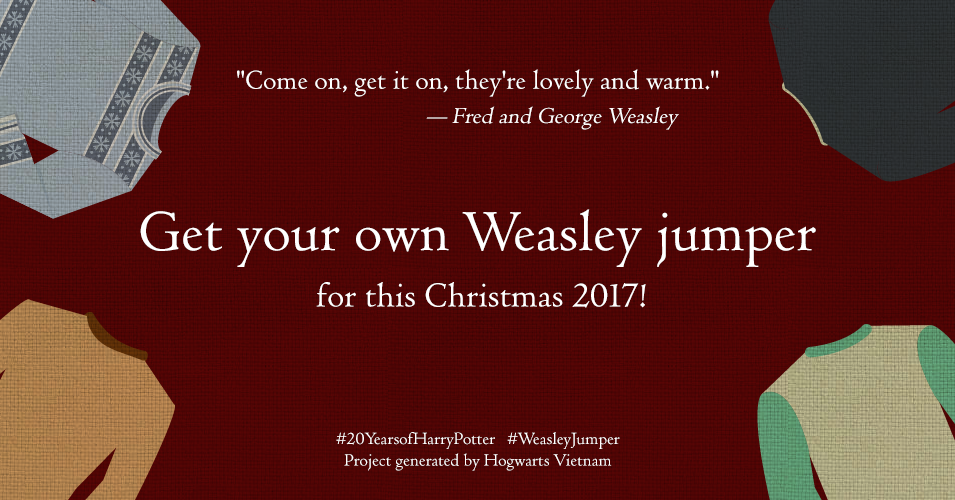 "Come on, get it on, they're lovely and warm."
— Fred and George Weasley
Get your own Weasley jumper
for this Christmas 2017!
#20YearsofHarryPotter #WeasleyJumper
Project generated by Hogwarts Vietnam